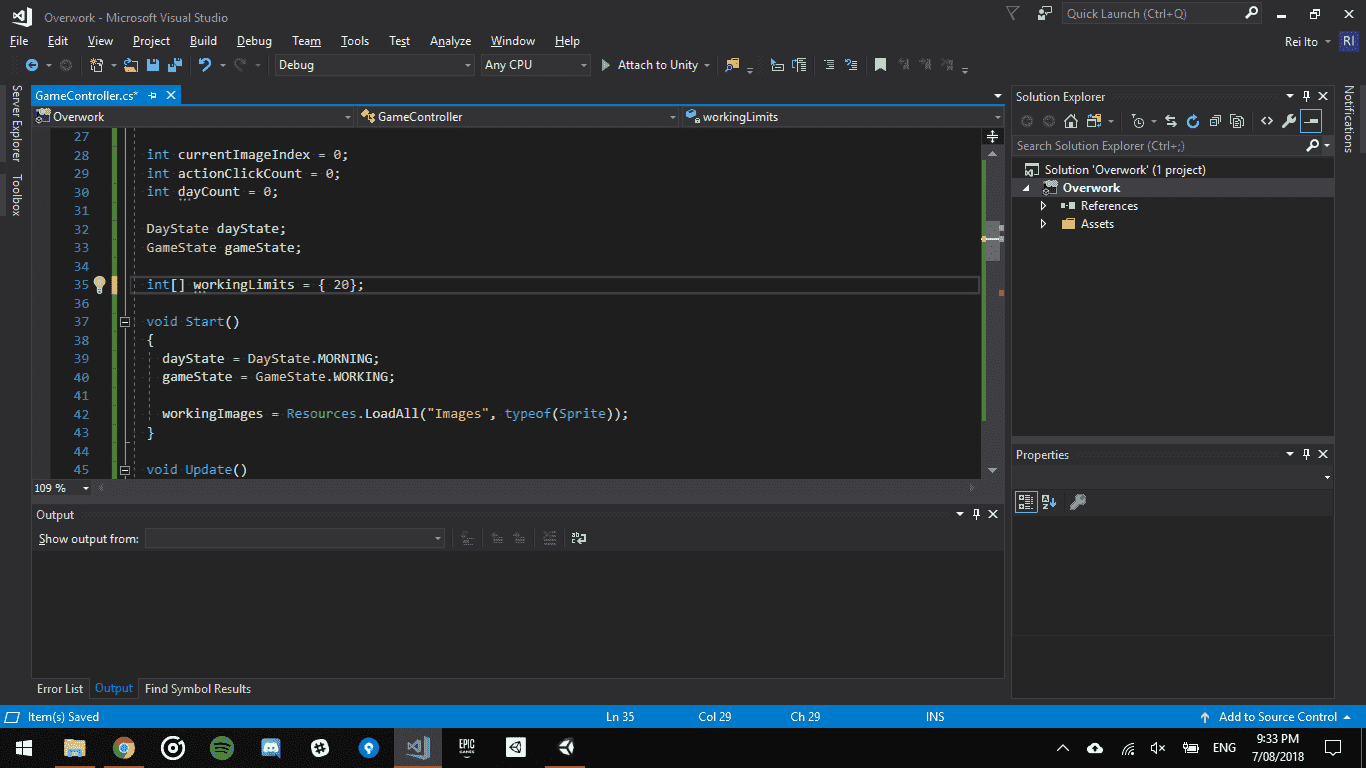 Overwork - Microsoft Visual Studio
Quick Launch (Ctrl+Q)
File Edit View Project Build Debug Team Tools Test Analyze Window Help
Rei Ito RI
Debug Any CPU Attach to Unity
Server Explorer
Toolbox
GameController.cs*
Overwork GameController workingLimits
27
28 int currentImageIndex = 0;
29 int actionClickCount = 0;
30 int dayCount = 0;
31
32 DayState dayState;
33 GameState gameState;
34
35 int[] workingLimits = { 20};
36
37 void Start()
38 {
39 dayState = DayState.MORNING;
40 gameState = GameState.WORKING;
41
42 workingImages = Resources.LoadAll("Images", typeof(Sprite));
43 }
44
45 void Update()
109 %
Output
Show output from:
Error List Output Find Symbol Results
Solution Explorer
Search Solution Explorer (Ctrl+;)
Solution 'Overwork' (1 project)
Overwork
References
Assets
Properties
Notifications
Item(s) Saved Ln 35 Col 29 Ch 29 INS Add to Source Control
EPIC
GAMES
ENG
9:33 PM
7/08/2018